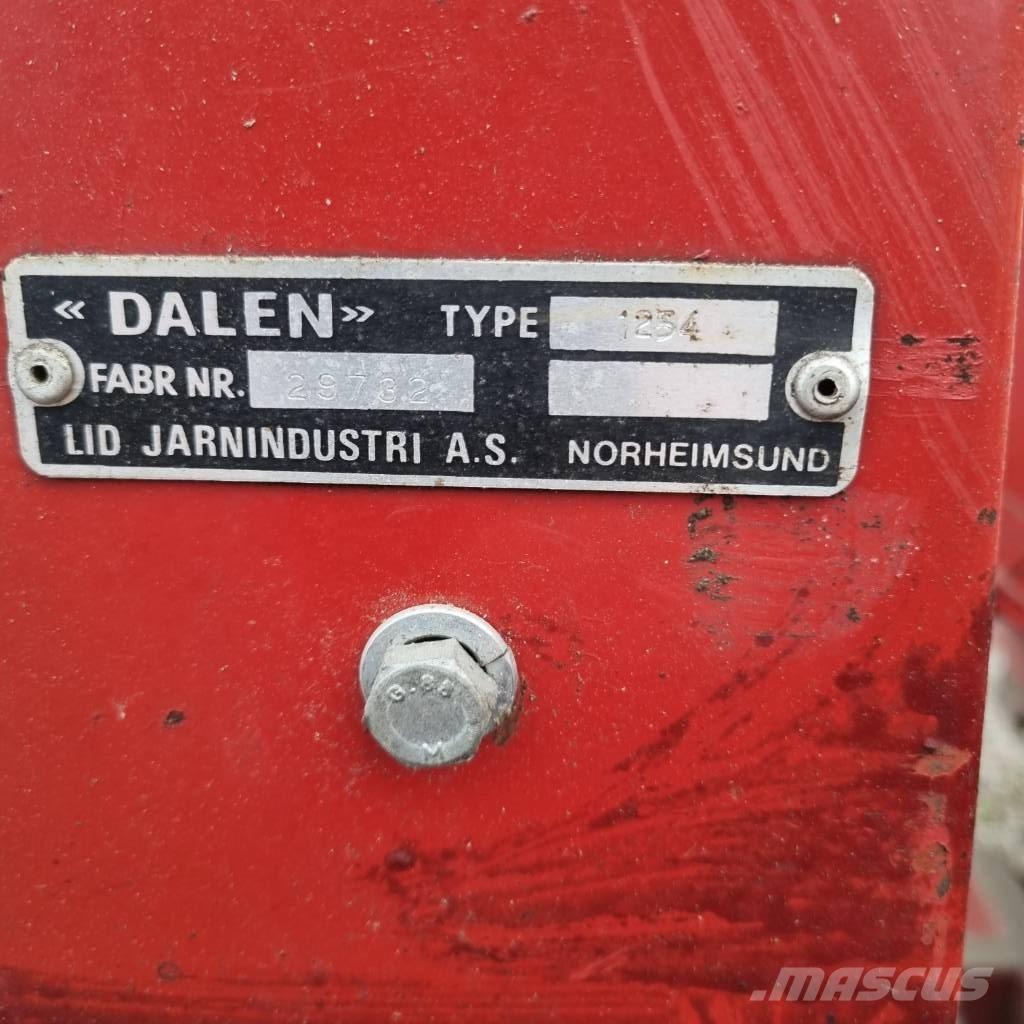 « DALEN » TYPE 1254
FABR NR. 29732
LID JARNINDUSTRI A.S. NORHEIMSUND
8.8
M
MASCUS